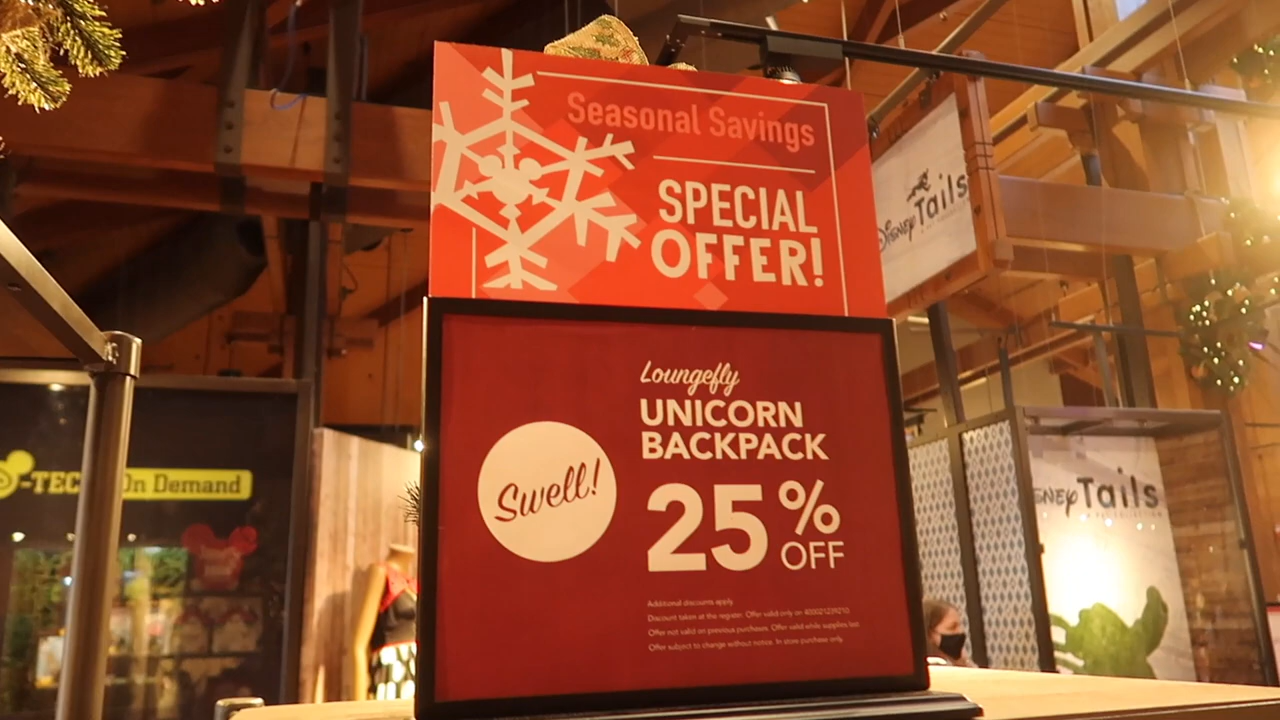 Seasonal Savings
SPECIAL
OFFER!
Loungefly
UNICORN
BACKPACK
25% OFF
Swell!
Additional discounts apply.
Discount taken at the register. Offer valid only on 400021239210.
Offer not valid on previous purchases. Offer valid while supplies last.
Offer subject to change without notice. In store purchase only.
Disney Tails
D-TECH On Demand
Tails